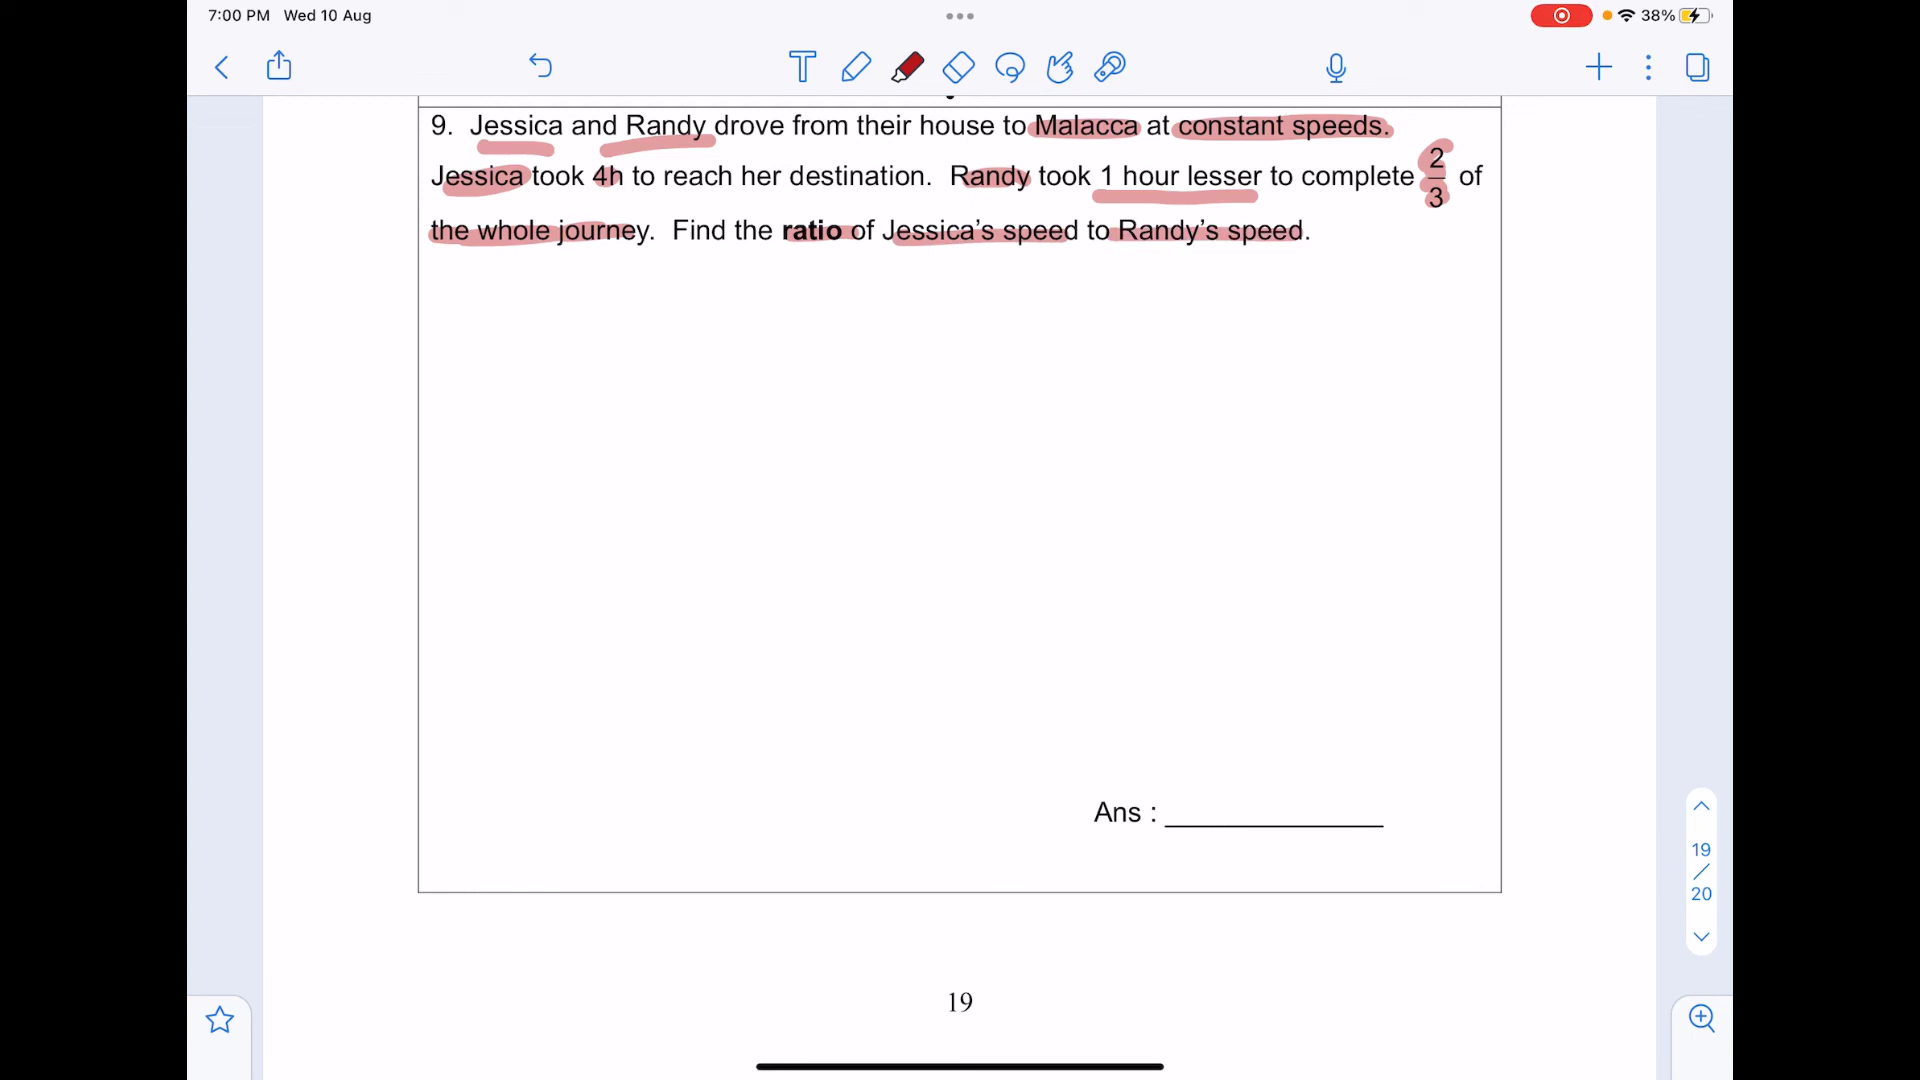 7:00 PM Wed 10 Aug
38%
9. Jessica and Randy drove from their house to Malacca at constant speeds.
Jessica took 4h to reach her destination. Randy took 1 hour lesser to complete 2/3 of
the whole journey. Find the ratio of Jessica's speed to Randy's speed.
Ans : ______________
19
/
20
19